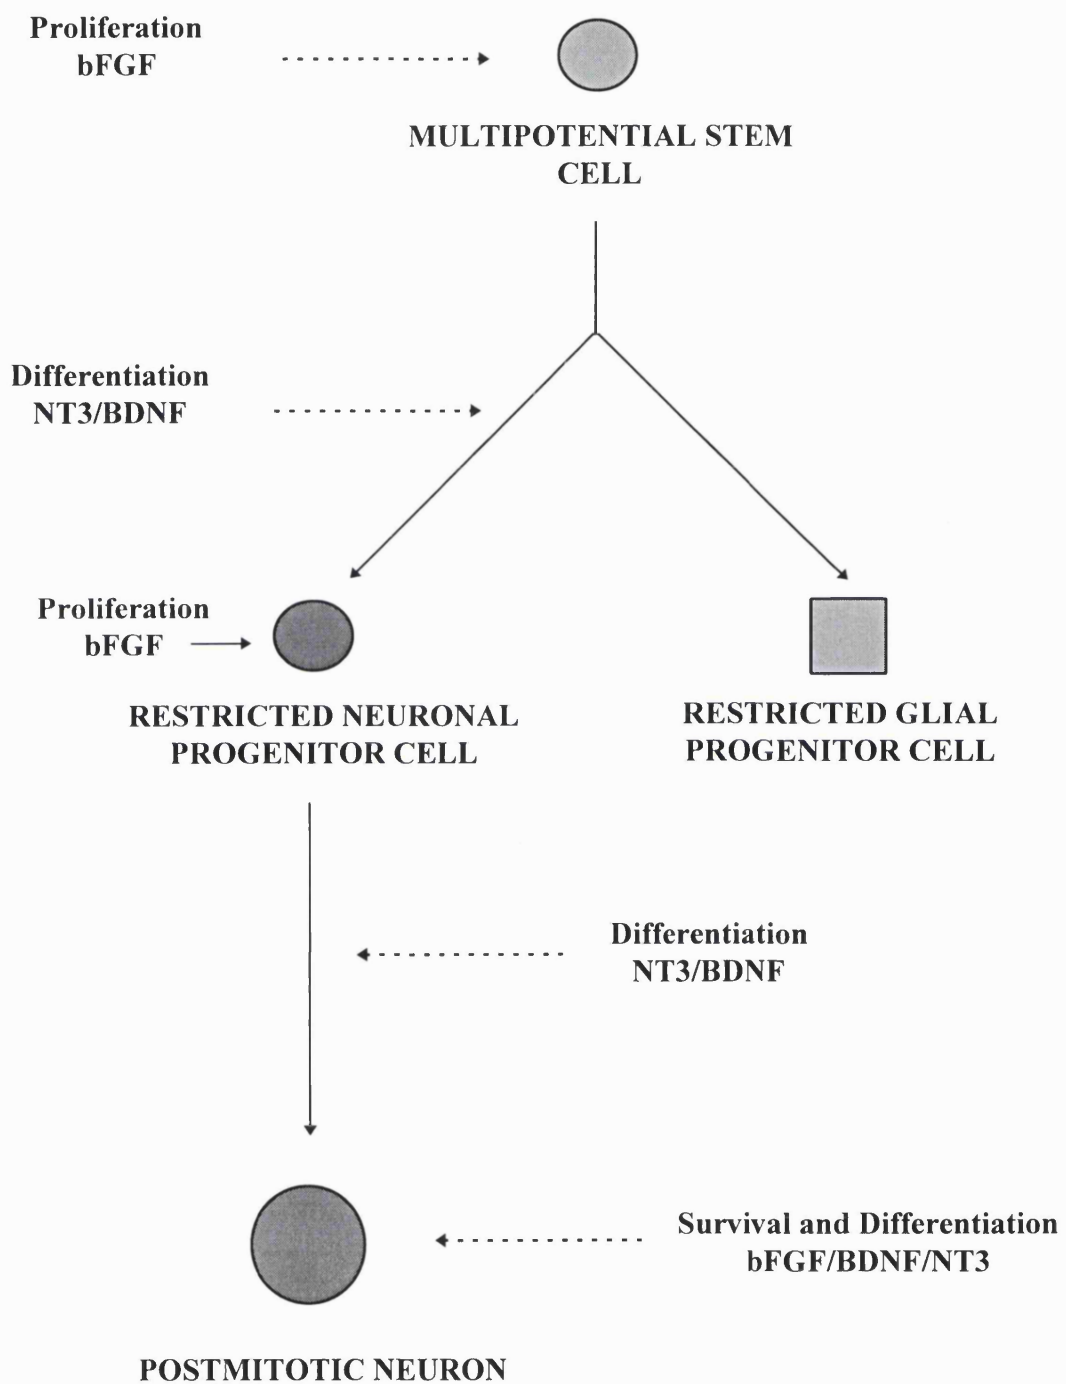 Proliferation
bFGF
MULTIPOTENTIAL STEM
CELL
Differentiation
NT3/BDNF
Proliferation
bFGF
RESTRICTED NEURONAL
PROGENITOR CELL
RESTRICTED GLIAL
PROGENITOR CELL
Differentiation
NT3/BDNF
Survival and Differentiation
bFGF/BDNF/NT3
POSTMITOTIC NEURON